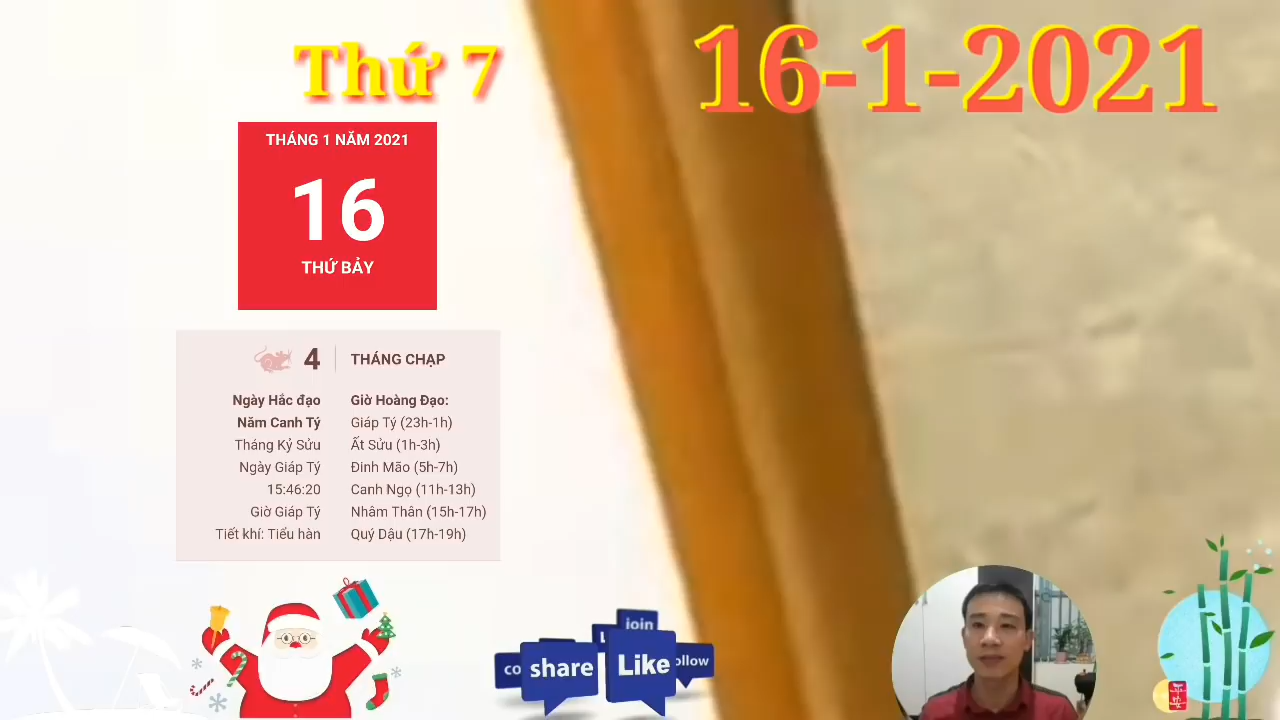 Thứ 7
16-1-2021
THÁNG 1 NĂM 2021
16
THỨ BẢY
4
THÁNG CHẠP
Ngày Hắc đạo
Năm Canh Tý
Tháng Kỷ Sửu
Ngày Giáp Tý
15:46:20
Giờ Giáp Tý
Tiết khí: Tiểu hàn
Giờ Hoàng Đạo:
Giáp Tý (23h-1h)
Ất Sửu (1h-3h)
Đinh Mão (5h-7h)
Canh Ngọ (11h-13h)
Nhâm Thân (15h-17h)
Quý Dậu (17h-19h)
join
share
Like